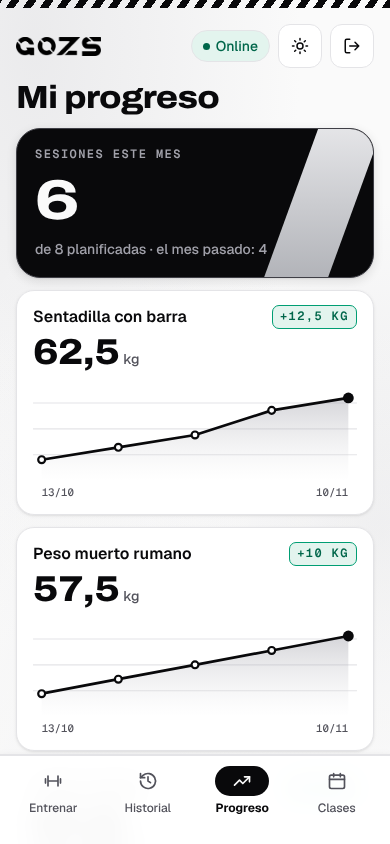 GOZS
Online
Mi progreso
SESIONES ESTE MES
6
de 8 planificadas · el mes pasado: 4
Sentadilla con barra
+12,5 KG
62,5 kg
13/10
10/11
Peso muerto rumano
+10 KG
57,5 kg
13/10
10/11
Entrenar
Historial
Progreso
Clases